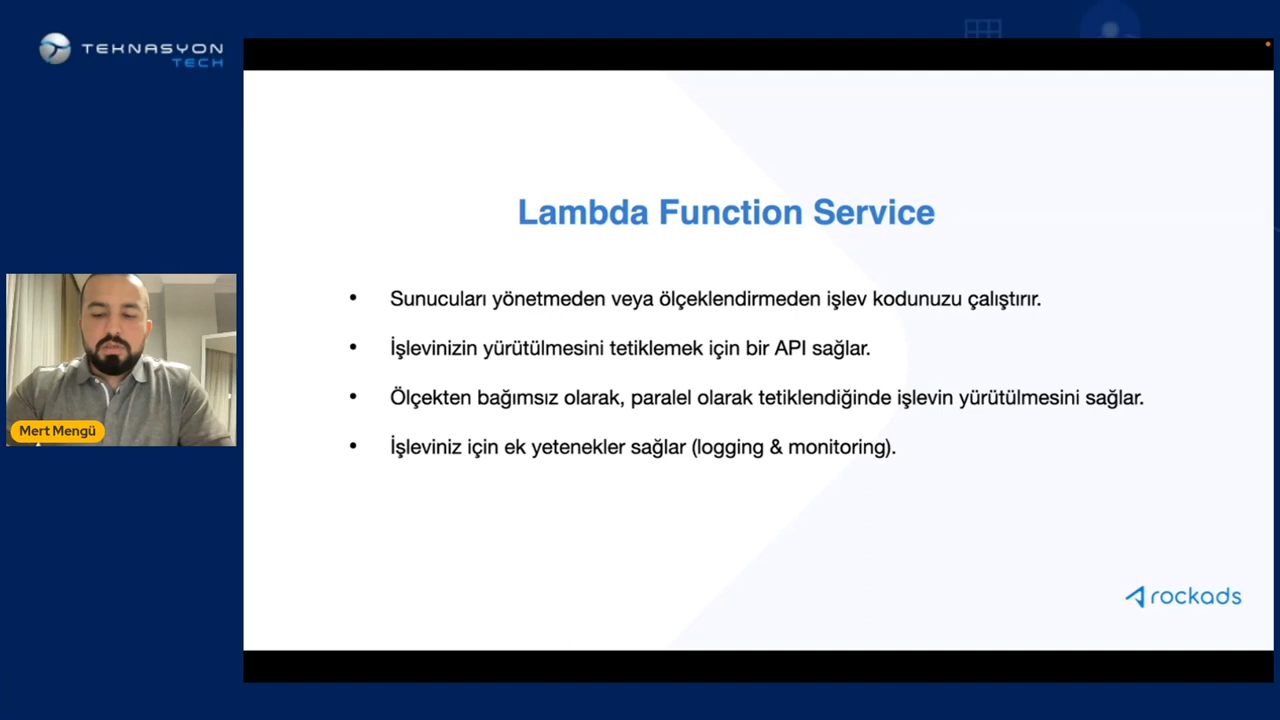 TEKNASYON
TECH
Lambda Function Service
• Sunucuları yönetmeden veya ölçeklendirmeden işlev kodunuzu çalıştırır.
• İşlevinizin yürütülmesini tetiklemek için bir API sağlar.
• Ölçekten bağımsız olarak, paralel olarak tetiklendiğinde işlevin yürütülmesini sağlar.
• İşleviniz için ek yetenekler sağlar (logging & monitoring).
Mert Mengü
rockads